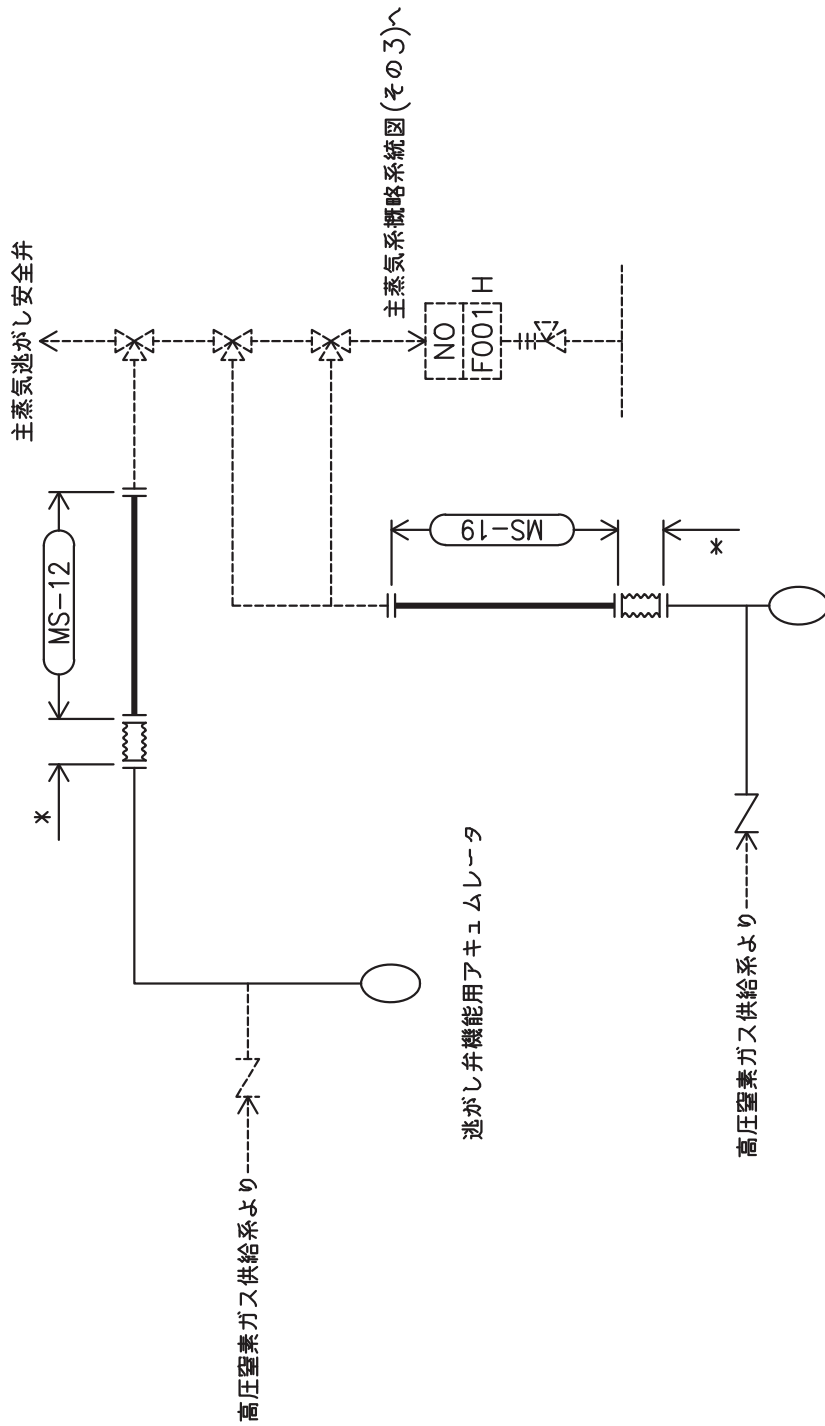 主蒸気逃がし安全弁
主蒸気系概略系統図(その3)へ
NO
F001
H
MS-12
*
MS-19
*
逃がし弁機能用アキュムレータ
高圧窒素ガス供給系より
高圧窒素ガス供給系より